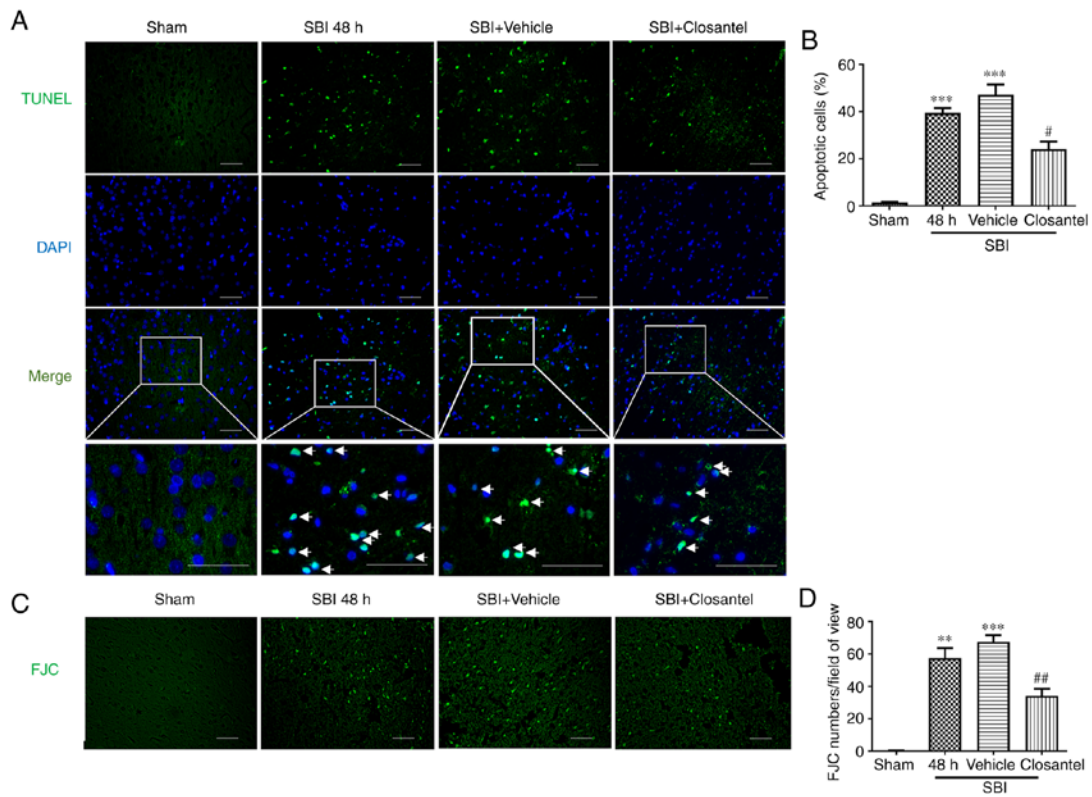 A
Sham SBI 48 h SBI+Vehicle SBI+Closantel
TUNEL
DAPI
Merge
B
Apoptotic cells (%)
60
40
20
0
***
***
#
Sham 48 h Vehicle Closantel
SBI
C
Sham SBI 48 h SBI+Vehicle SBI+Closantel
FJC
D
FJC numbers/field of view
80
60
40
20
0
**
***
##
Sham 48 h Vehicle Closantel
SBI